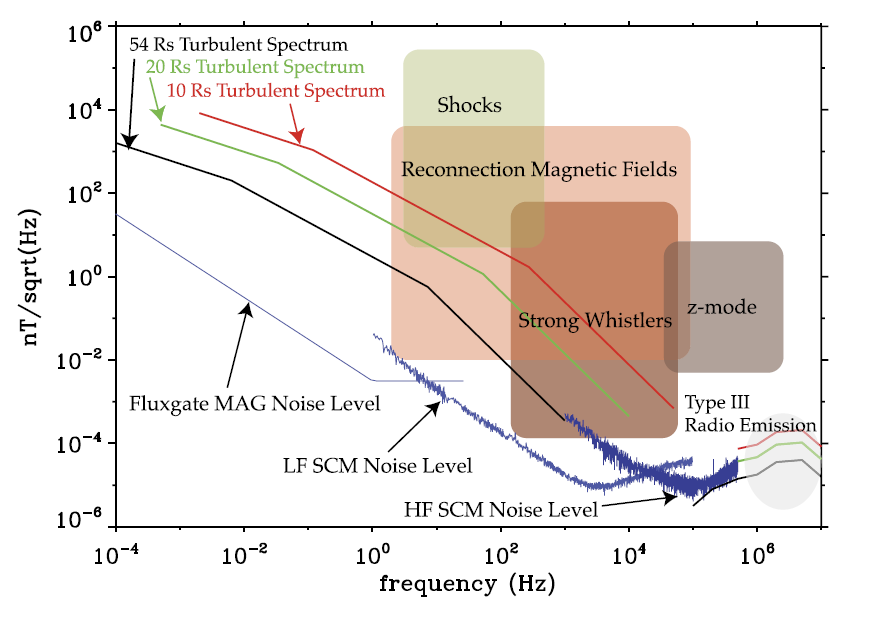 54 Rs Turbulent Spectrum
20 Rs Turbulent Spectrum
10 Rs Turbulent Spectrum
Shocks
Reconnection Magnetic Fields
Strong Whistlers
z-mode
Fluxgate MAG Noise Level
LF SCM Noise Level
HF SCM Noise Level
Type III
Radio Emission
nT/sqrt(Hz)
10^6
10^4
10^2
10^0
10^-2
10^-4
10^-6
10^-4 10^-2 10^0 10^2 10^4 10^6
frequency (Hz)